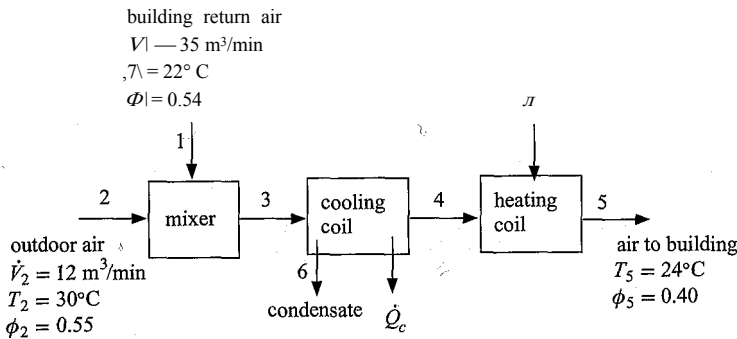 building return air
V| — 35 m³/min
,7\ = 22° C
Ф| = 0.54
1
л
2
mixer
3
cooling
coil
4
heating
coil
5
outdoor air
V̇₂ = 12 m³/min
T₂ = 30°C
ϕ₂ = 0.55
6
condensate
Q̇c
air to building
T₅ = 24°C
ϕ₅ = 0.40